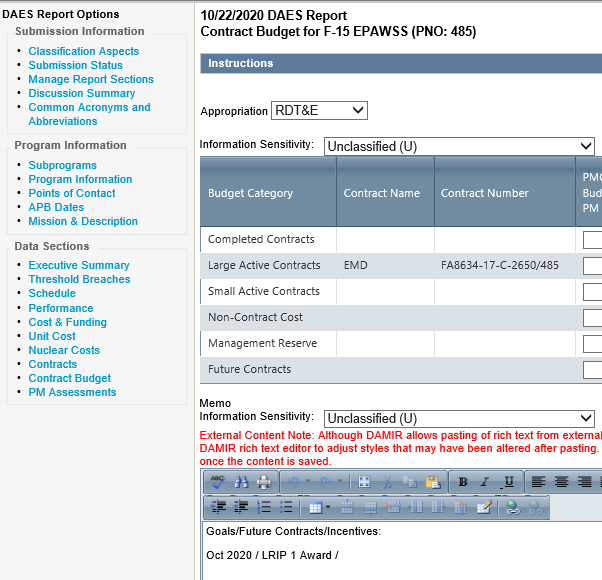 DAES Report Options
Submission Information
Classification Aspects
Submission Status
Manage Report Sections
Discussion Summary
Common Acronyms and
Abbreviations
Program Information
Subprograms
Program Information
Points of Contact
APB Dates
Mission & Description
Data Sections
Executive Summary
Threshold Breaches
Schedule
Performance
Cost & Funding
Unit Cost
Nuclear Costs
Contracts
Contract Budget
PM Assessments
10/22/2020 DAES Report
Contract Budget for F-15 EPAWSS (PNO: 485)
Instructions
Appropriation RDT&E
Information Sensitivity: Unclassified (U)
Budget Category Contract Name Contract Number PMO Bud PM
Completed Contracts
Large Active Contracts EMD FA8634-17-C-2650/485
Small Active Contracts
Non-Contract Cost
Management Reserve
Future Contracts
Memo
Information Sensitivity: Unclassified (U)
External Content Note: Although DAMIR allows pasting of rich text from external
DAMIR rich text editor to adjust styles that may have been altered after pasting.
once the content is saved.
ABC B I U
Goals/Future Contracts/Incentives:
Oct 2020 / LRIP 1 Award /